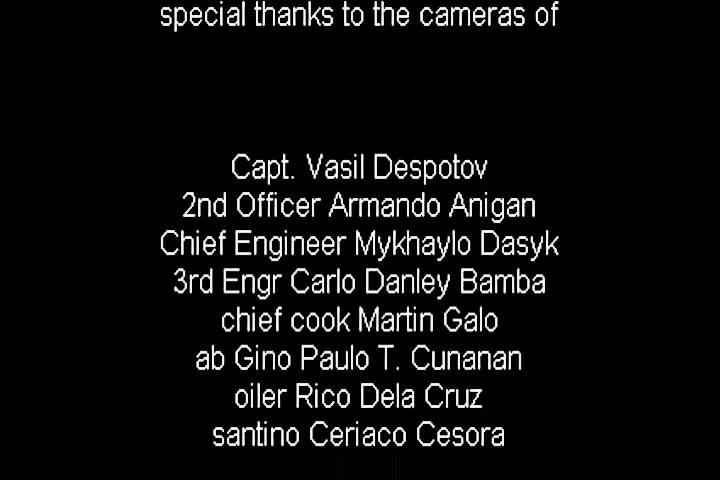 special thanks to the cameras of
Capt. Vasil Despotov
2nd Officer Armando Anigan
Chief Engineer Mykhaylo Dasyk
3rd Engr Carlo Danley Bamba
chief cook Martin Galo
ab Gino Paulo T. Cunanan
oiler Rico Dela Cruz
santino Ceriaco Cesora